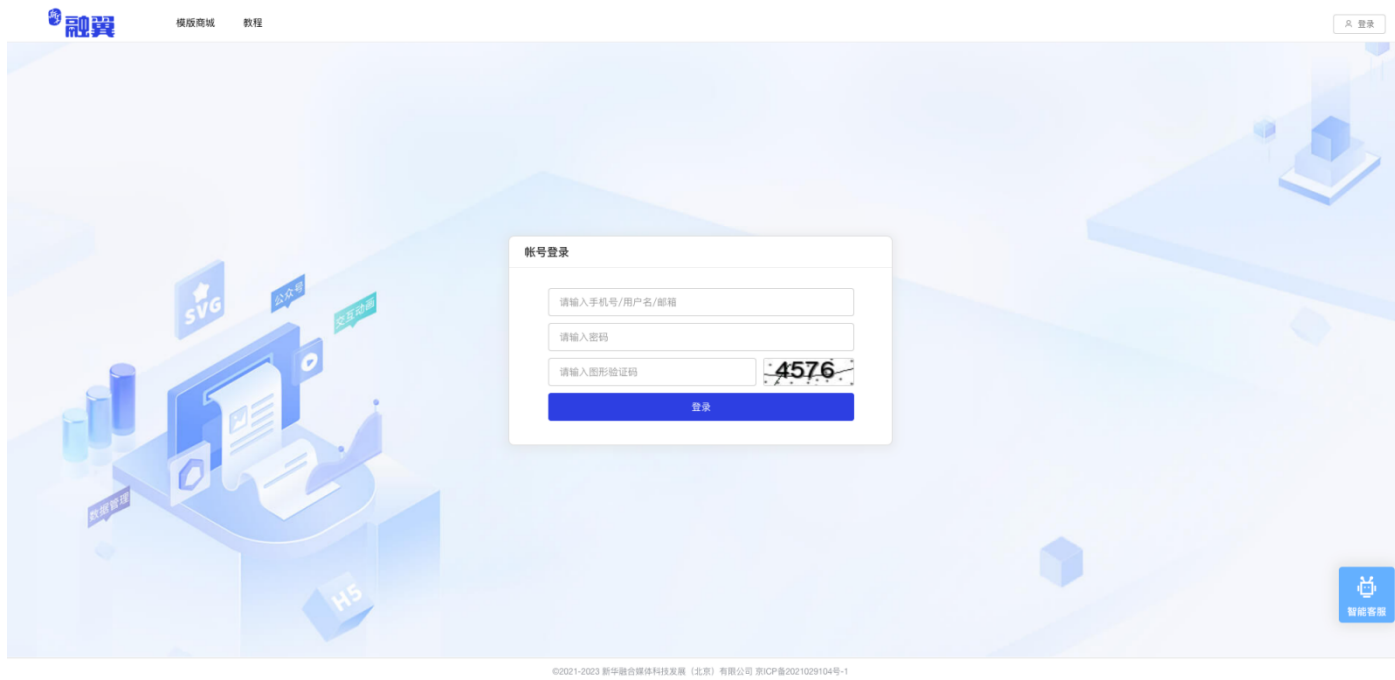 融翼
模版商城
教程
登录
帐号登录
请输入手机号/用户名/邮箱
请输入密码
请输入图形验证码
4576
登录
SVG
公众号
交互动画
数据管理
H5
智能客服
©2021-2023 新华融合媒体科技发展（北京）有限公司 京ICP备2021029104号-1